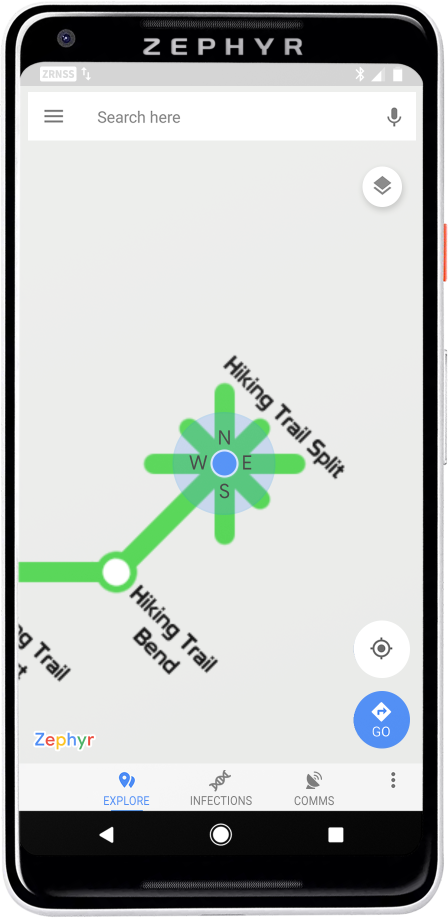 ZEPHYR
ZRNSS
Search here
Hiking Trail Split
N
W E
S
Hiking Trail
Bend
Trail
Zephyr
GO
EXPLORE
INFECTIONS
COMMS